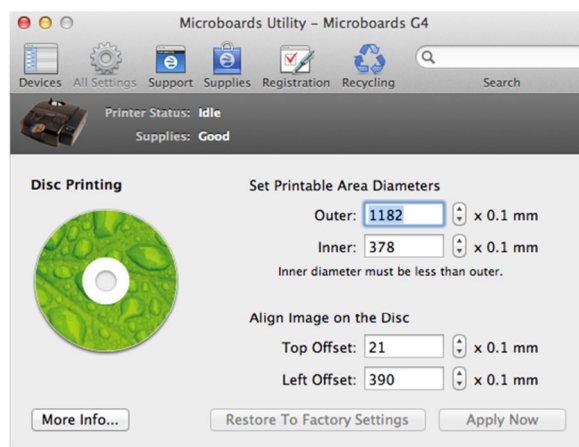 Microboards Utility – Microboards G4
Devices All Settings Support Supplies Registration Recycling Search
Printer Status: Idle
Supplies: Good
Disc Printing
Set Printable Area Diameters
Outer: 1182 x 0.1 mm
Inner: 378 x 0.1 mm
Inner diameter must be less than outer.
Align Image on the Disc
Top Offset: 21 x 0.1 mm
Left Offset: 390 x 0.1 mm
More Info... Restore To Factory Settings Apply Now